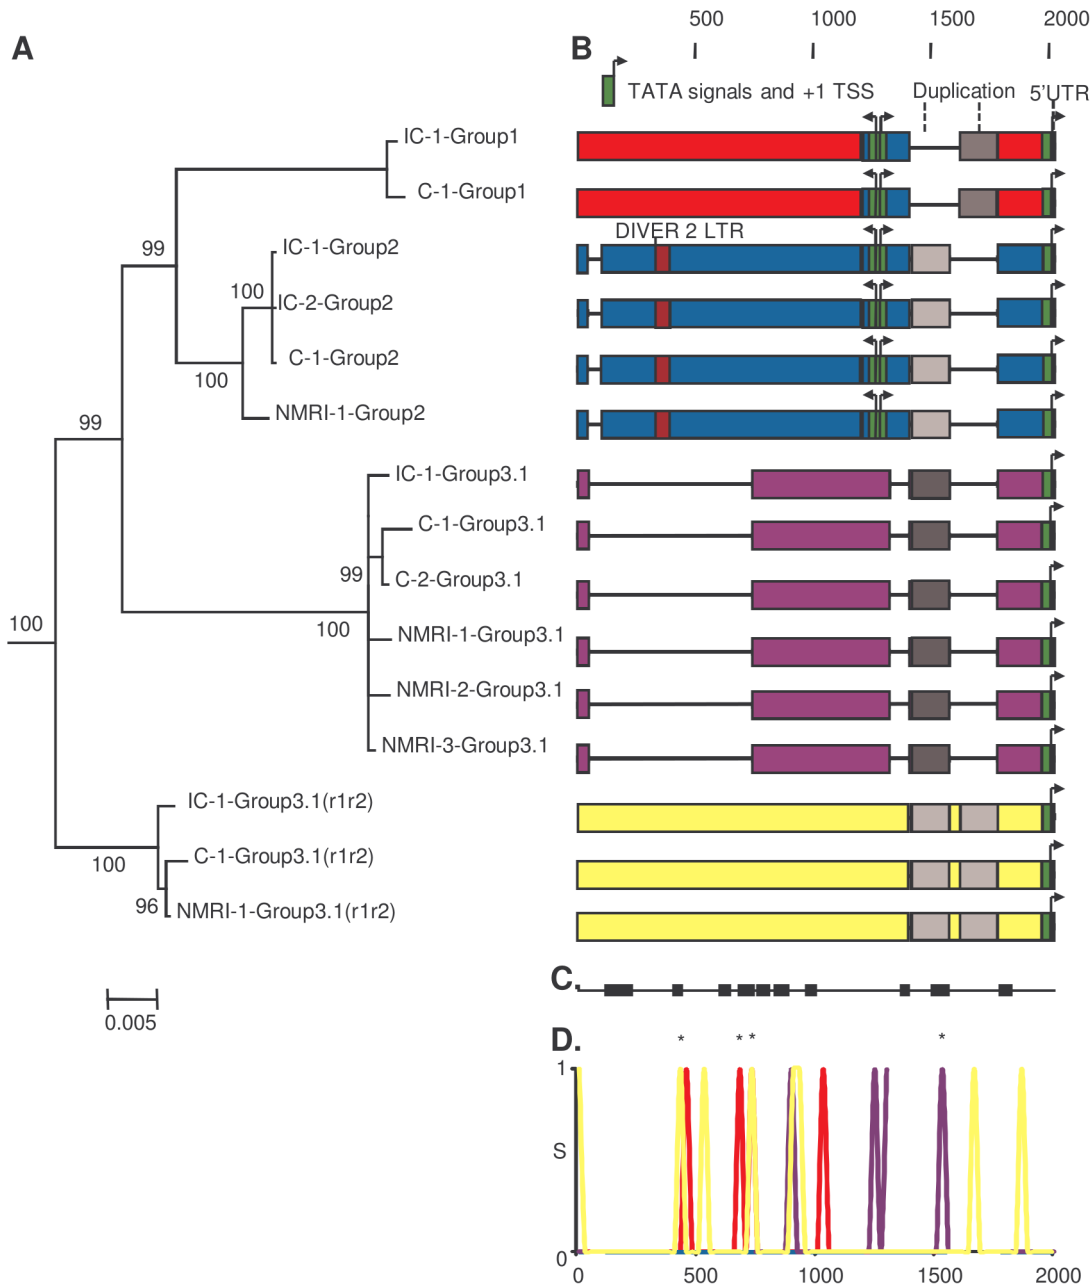 500 1000 1500 2000
A B
TATA signals and +1 TSS Duplication 5'UTR
IC-1-Group1
C-1-Group1
DIVER 2 LTR
99 IC-1-Group2
100 IC-2-Group2
C-1-Group2
100
NMRI-1-Group2
99
IC-1-Group3.1
C-1-Group3.1
99 C-2-Group3.1
100 100 NMRI-1-Group3.1
NMRI-2-Group3.1
NMRI-3-Group3.1
IC-1-Group3.1(r1r2)
100 C-1-Group3.1(r1r2)
96 NMRI-1-Group3.1(r1r2)
C.
0.005
D. * * * *
1
S
0
0 500 1000 1500 2000